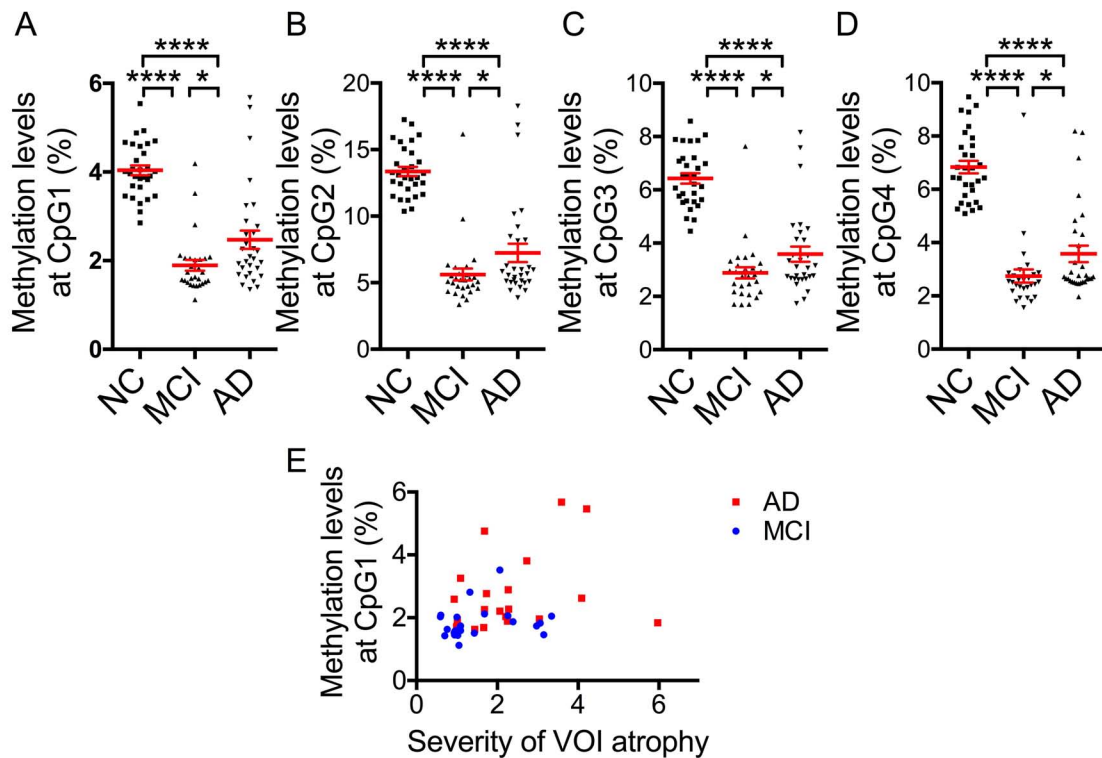 A
B
C
D
****
**** *
****
**** *
****
**** *
****
**** *
Methylation levels
at CpG1 (%)
6
4
2
0
NC
MCI
AD
Methylation levels
at CpG2 (%)
20
15
10
5
0
NC
MCI
AD
Methylation levels
at CpG3 (%)
10
8
6
4
2
0
NC
MCI
AD
Methylation levels
at CpG4 (%)
10
8
6
4
2
0
NC
MCI
AD
E
Methylation levels
at CpG1 (%)
6
4
2
0
0 2 4 6
Severity of VOI atrophy
AD
MCI